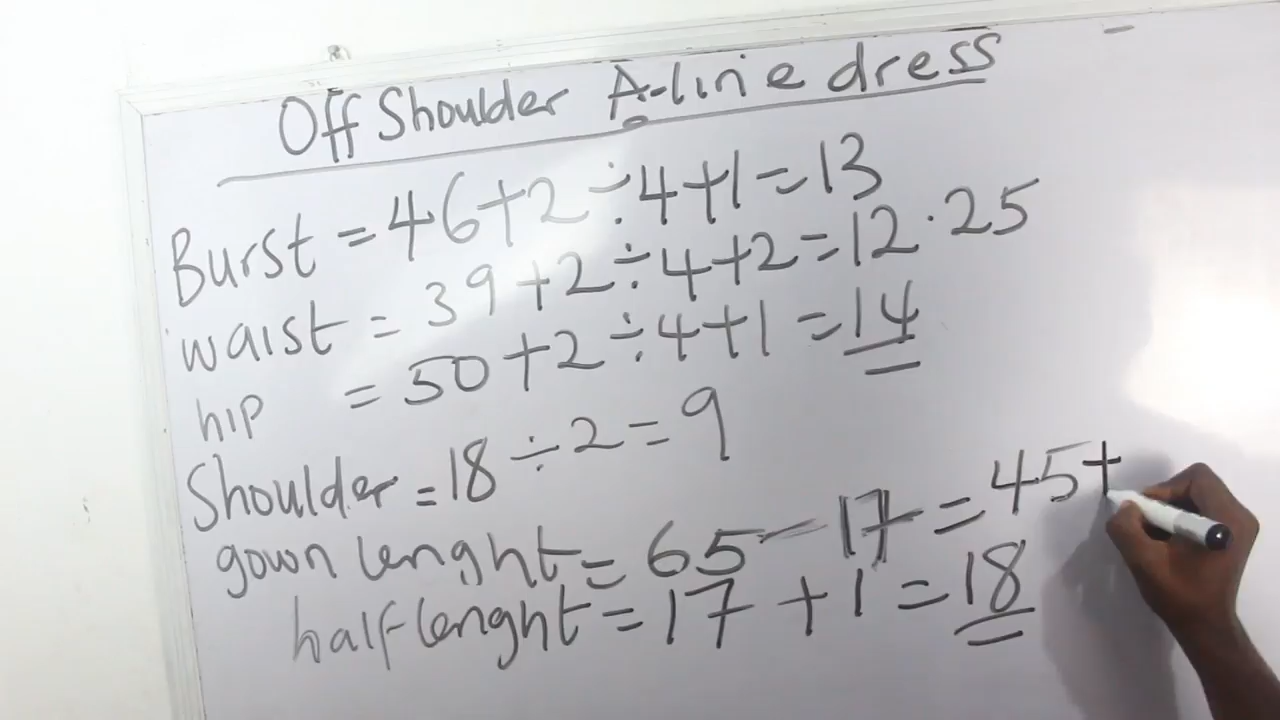 Off Shoulder A-line dress
Burst = 46+2÷4+1=13
waist = 39+2÷4+2=12.25
hip = 50+2÷4+1=14
Shoulder = 18÷2=9
gown lenght = 65-17=45+
half lenght = 17+1=18